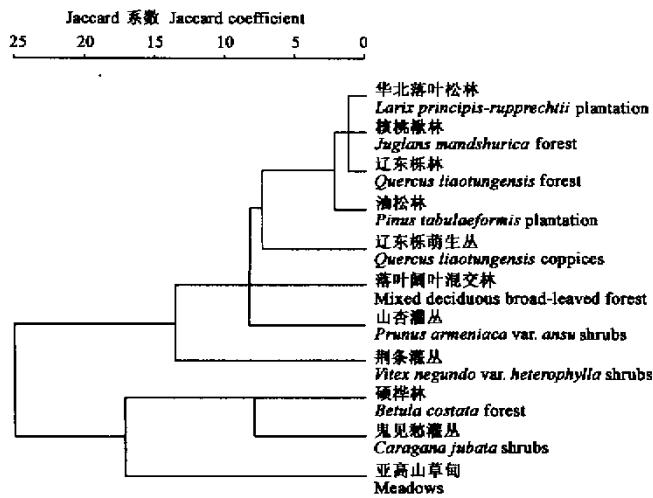 Jaccard 系数 Jaccard coefficient
25 20 15 10 5 0
华北落叶松林
Larix principis-rupprechtii plantation
核桃楸林
Juglans mandshurica forest
辽东栎林
Quercus liaotungensis forest
油松林
Pinus tabulaeformis plantation
辽东栎萌生丛
Quercus liaotungensis coppices
落叶阔叶混交林
Mixed deciduous broad-leaved forest
山杏灌丛
Prunus armeniaca var. ansu shrubs
荆条灌丛
Vitex negundo var. heterophylla shrubs
硕桦林
Betula costata forest
鬼见愁灌丛
Caragana jubata shrubs
亚高山草甸
Meadows